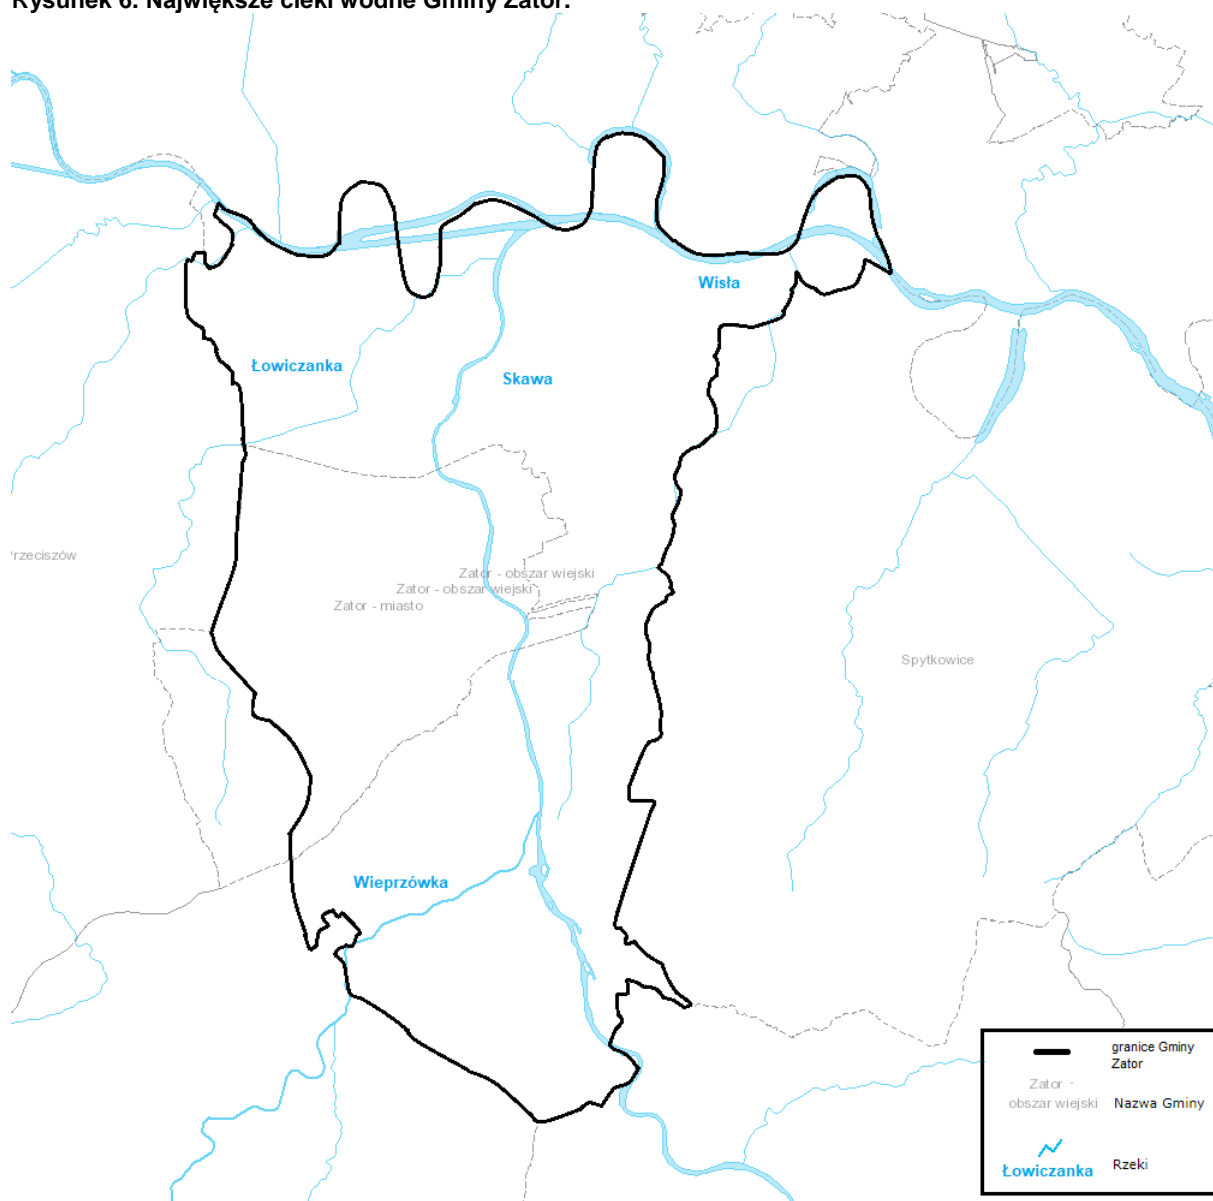 Rysunek 6. Największe cieki wodne Gminy Zator.
Wisła
Łowiczanka
Skawa
rzeciszów
Zator - obszar wiejski
Zator - obszar wiejski
Zator - miasto
Spytkowice
Wieprzówka
granice Gminy
Zator
Zator -
obszar wiejski
Nazwa Gminy
Łowiczanka
Rzeki